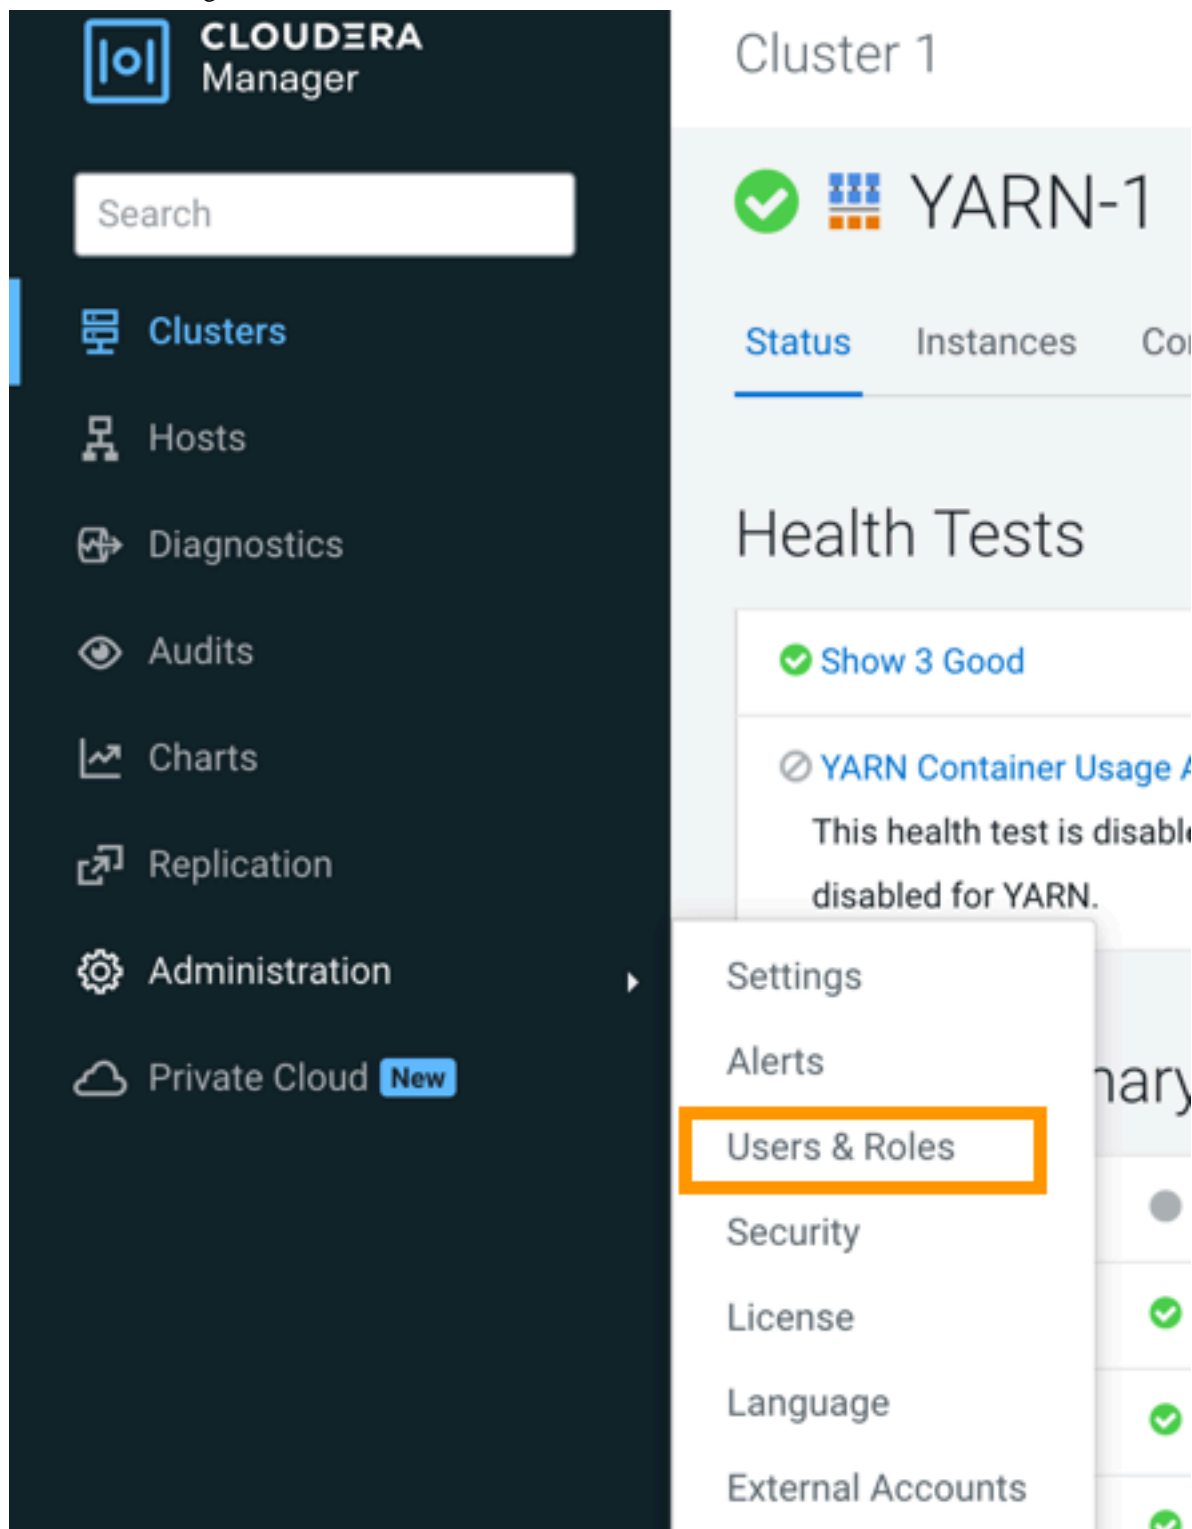 CLOUDERA
Manager
Search
Clusters
Hosts
Diagnostics
Audits
Charts
Replication
Administration
Private Cloud New
Cluster 1
YARN-1
Status Instances
Health Tests
Show 3 Good
YARN Container Usage
This health test is
disabled for YARN.
Settings
Alerts
Users & Roles
Security
License
Language
External Accounts